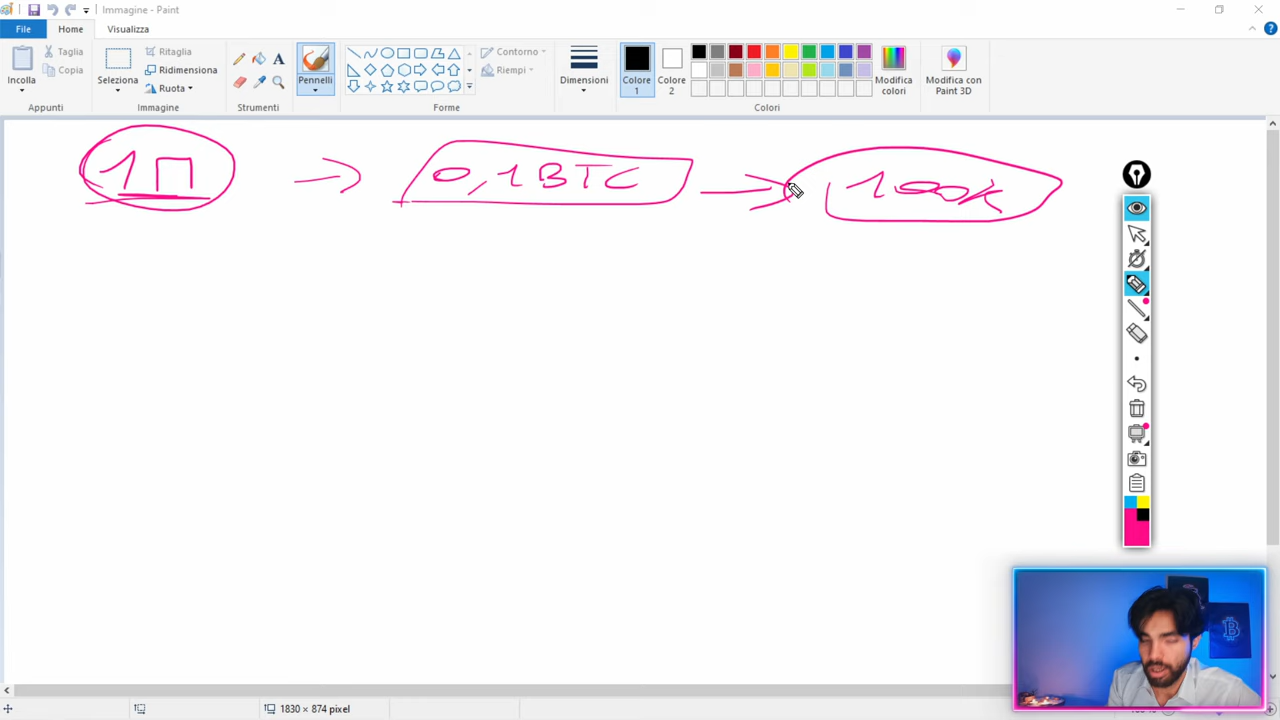 Immagine - Paint
File Home Visualizza
Incolla
Taglia
Copia
Appunti
Seleziona
Ritaglia
Ridimensiona
Ruota
Immagine
Strumenti
Pennelli
Contorno
Riempi
Forme
Dimensioni
Colore 1
Colore 2
Colori
Modifica colori
Modifica con Paint 3D
1 П → 0,1 BTC → 100k
1830 × 874 pixel